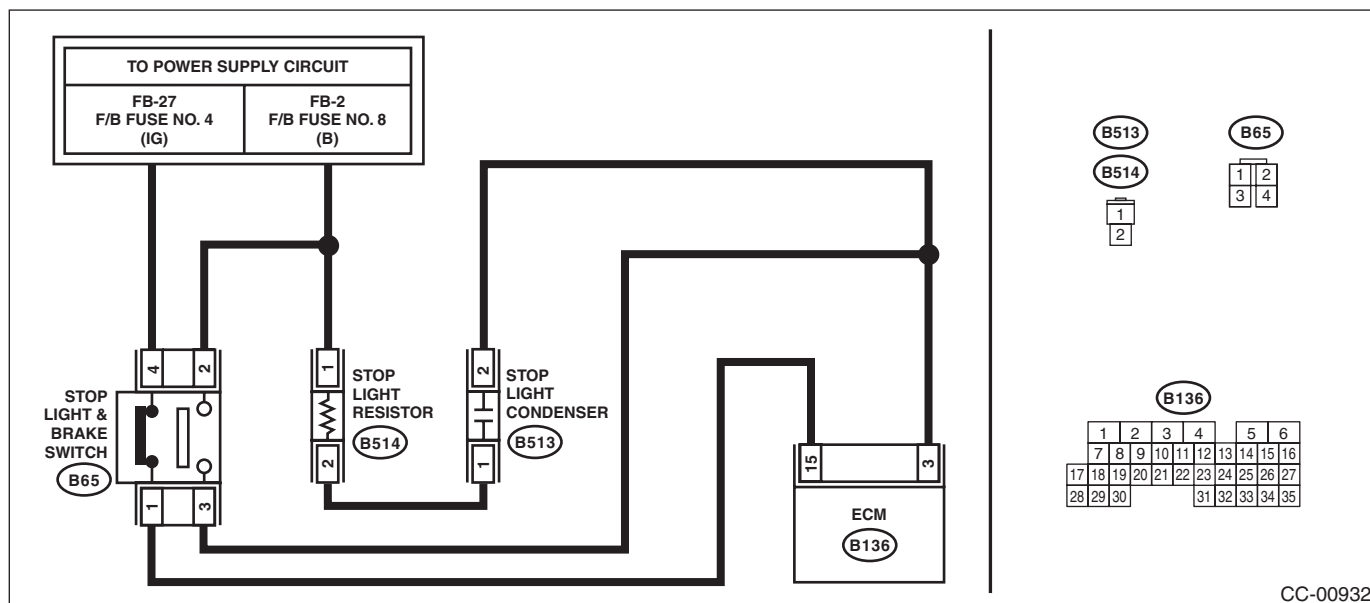 TO POWER SUPPLY CIRCUIT
FB-27
F/B FUSE NO. 4
(IG)
FB-2
F/B FUSE NO. 8
(B)
4
2
STOP
LIGHT &
BRAKE
SWITCH
B65
1
3
1
STOP
LIGHT
RESISTOR
B514
2
2
STOP
LIGHT
CONDENSER
B513
1
15
3
ECM
B136
B513
B514
1
2
B65
1 2
3 4
B136
1 2 3 4 5 6
7 8 9 10 11 12 13 14 15 16
17 18 19 20 21 22 23 24 25 26 27
28 29 30 31 32 33 34 35
CC-00932